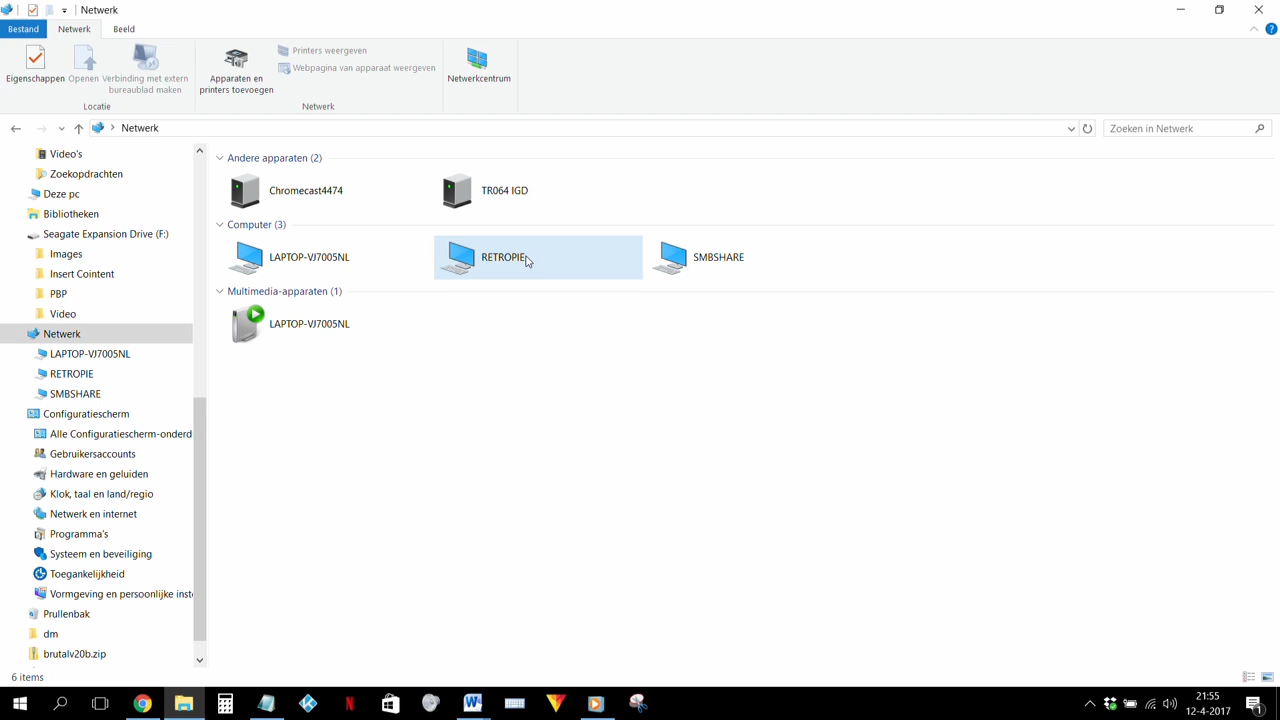 Netwerk
Bestand
Netwerk
Beeld
Eigenschappen
Openen
Verbinding met extern
bureaublad maken
Apparaten en
printers toevoegen
Printers weergeven
Webpagina van apparaat weergeven
Netwerkcentrum
Locatie
Netwerk
Netwerk
Zoeken in Netwerk
Video's
Zoekopdrachten
Deze pc
Bibliotheken
Seagate Expansion Drive (F:)
Images
Insert Cointent
PBP
Video
Netwerk
LAPTOP-VJ7005NL
RETROPIE
SMBSHARE
Configuratiescherm
Alle Configuratiescherm-onderd
Gebruikersaccounts
Hardware en geluiden
Klok, taal en land/regio
Netwerk en internet
Programma's
Systeem en beveiliging
Toegankelijkheid
Vormgeving en persoonlijke inst
Prullenbak
dm
brutalv20b.zip
Andere apparaten (2)
Chromecast4474
TR064 IGD
Computer (3)
LAPTOP-VJ7005NL
RETROPIE
SMBSHARE
Multimedia-apparaten (1)
LAPTOP-VJ7005NL
6 items
21:55
12-4-2017